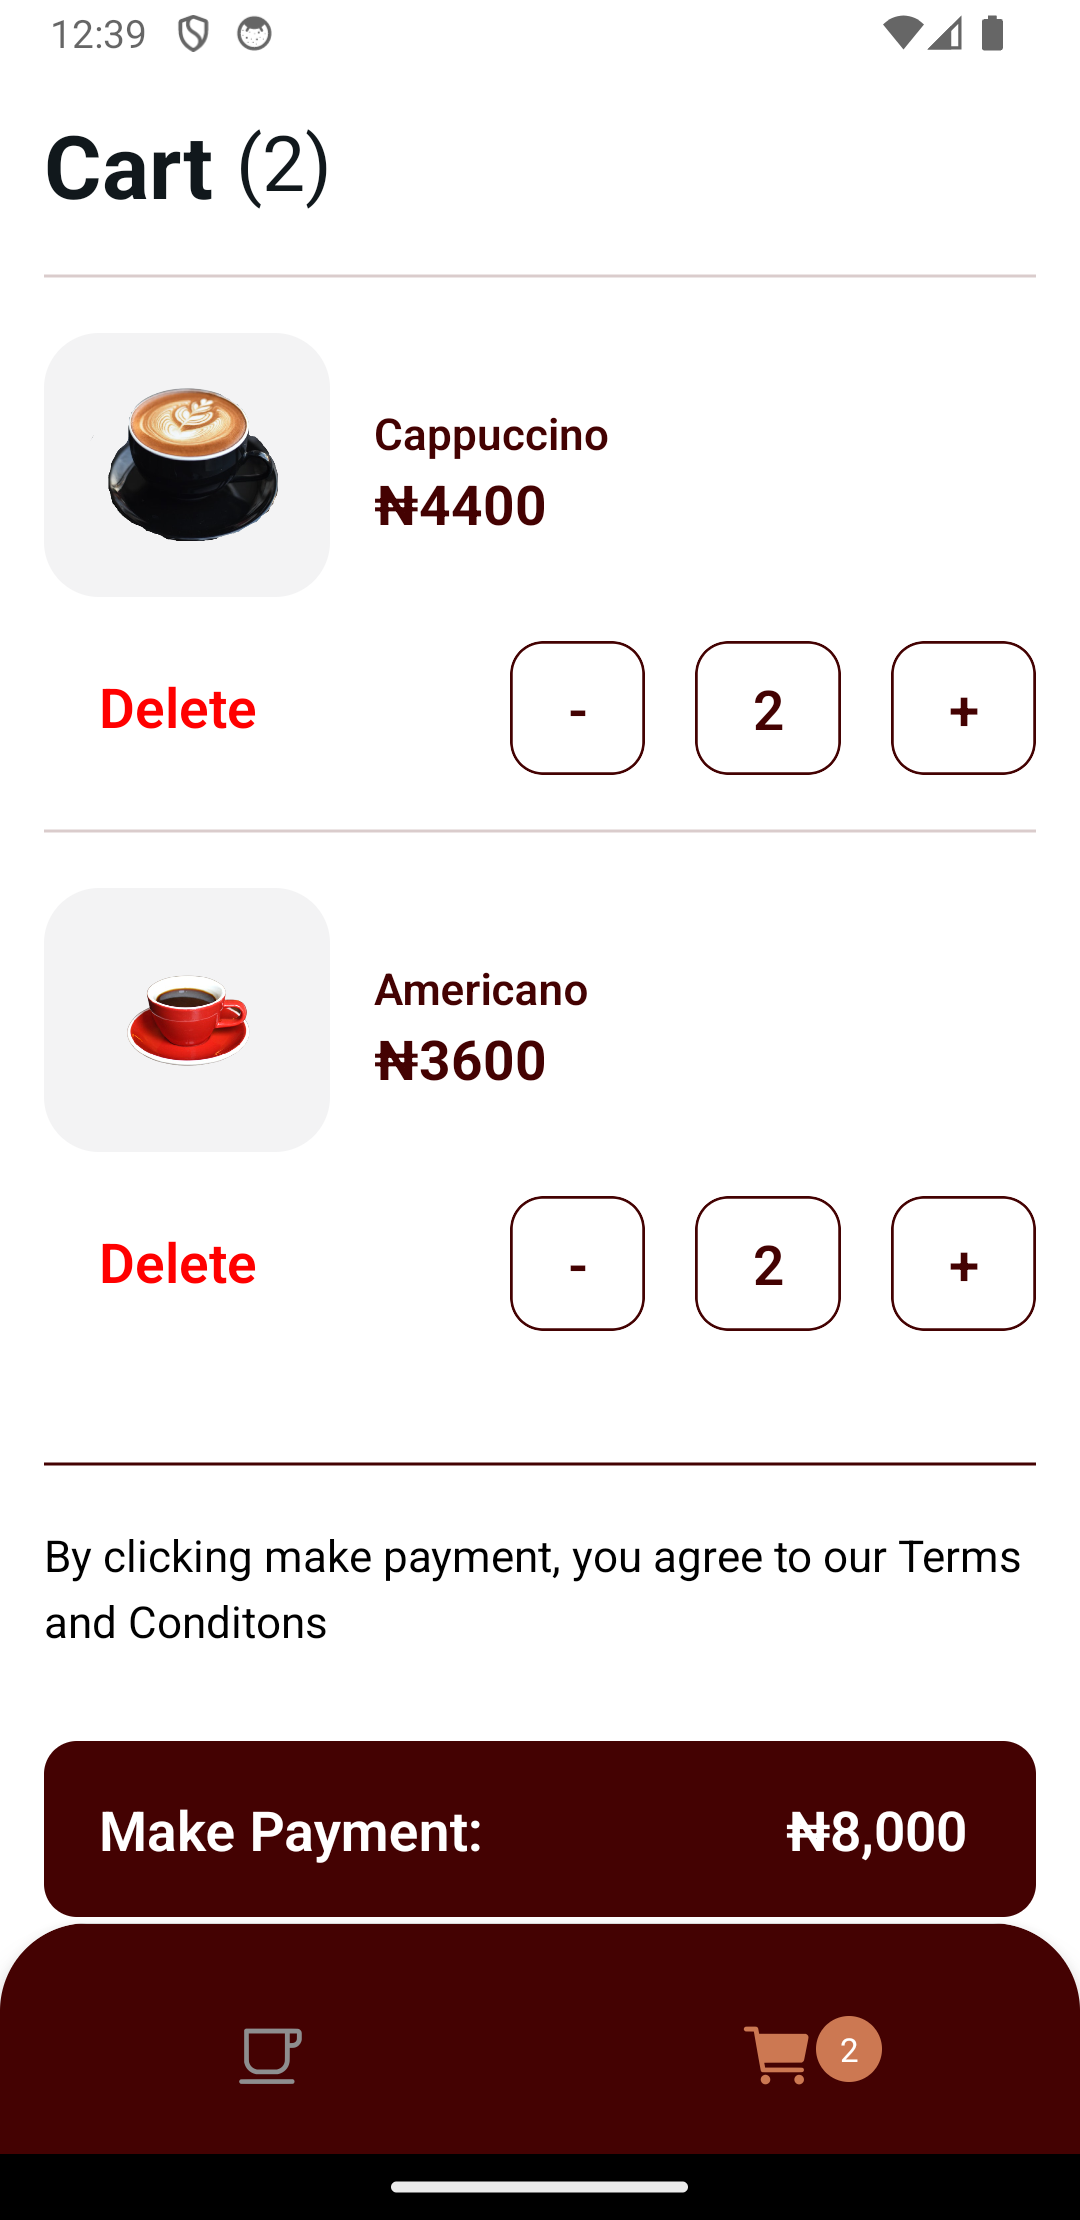 12:39
Cart (2)
Cappuccino
₦4400
Delete
-
2
+
Americano
₦3600
Delete
-
2
+
By clicking make payment, you agree to our Terms
and Conditons
Make Payment:
₦8,000
2